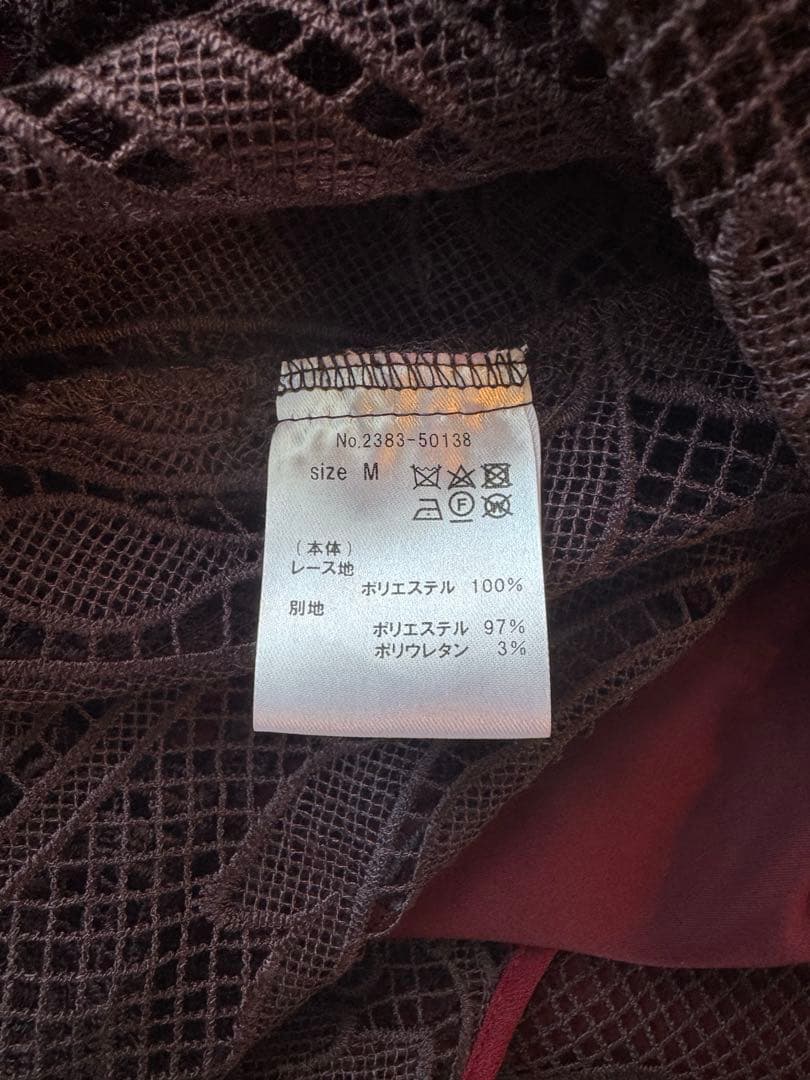 No.2383-50138
size M
F
W
(本体)
レース地
ポリエステル 100%
別地
ポリエステル 97%
ポリウレタン 3%